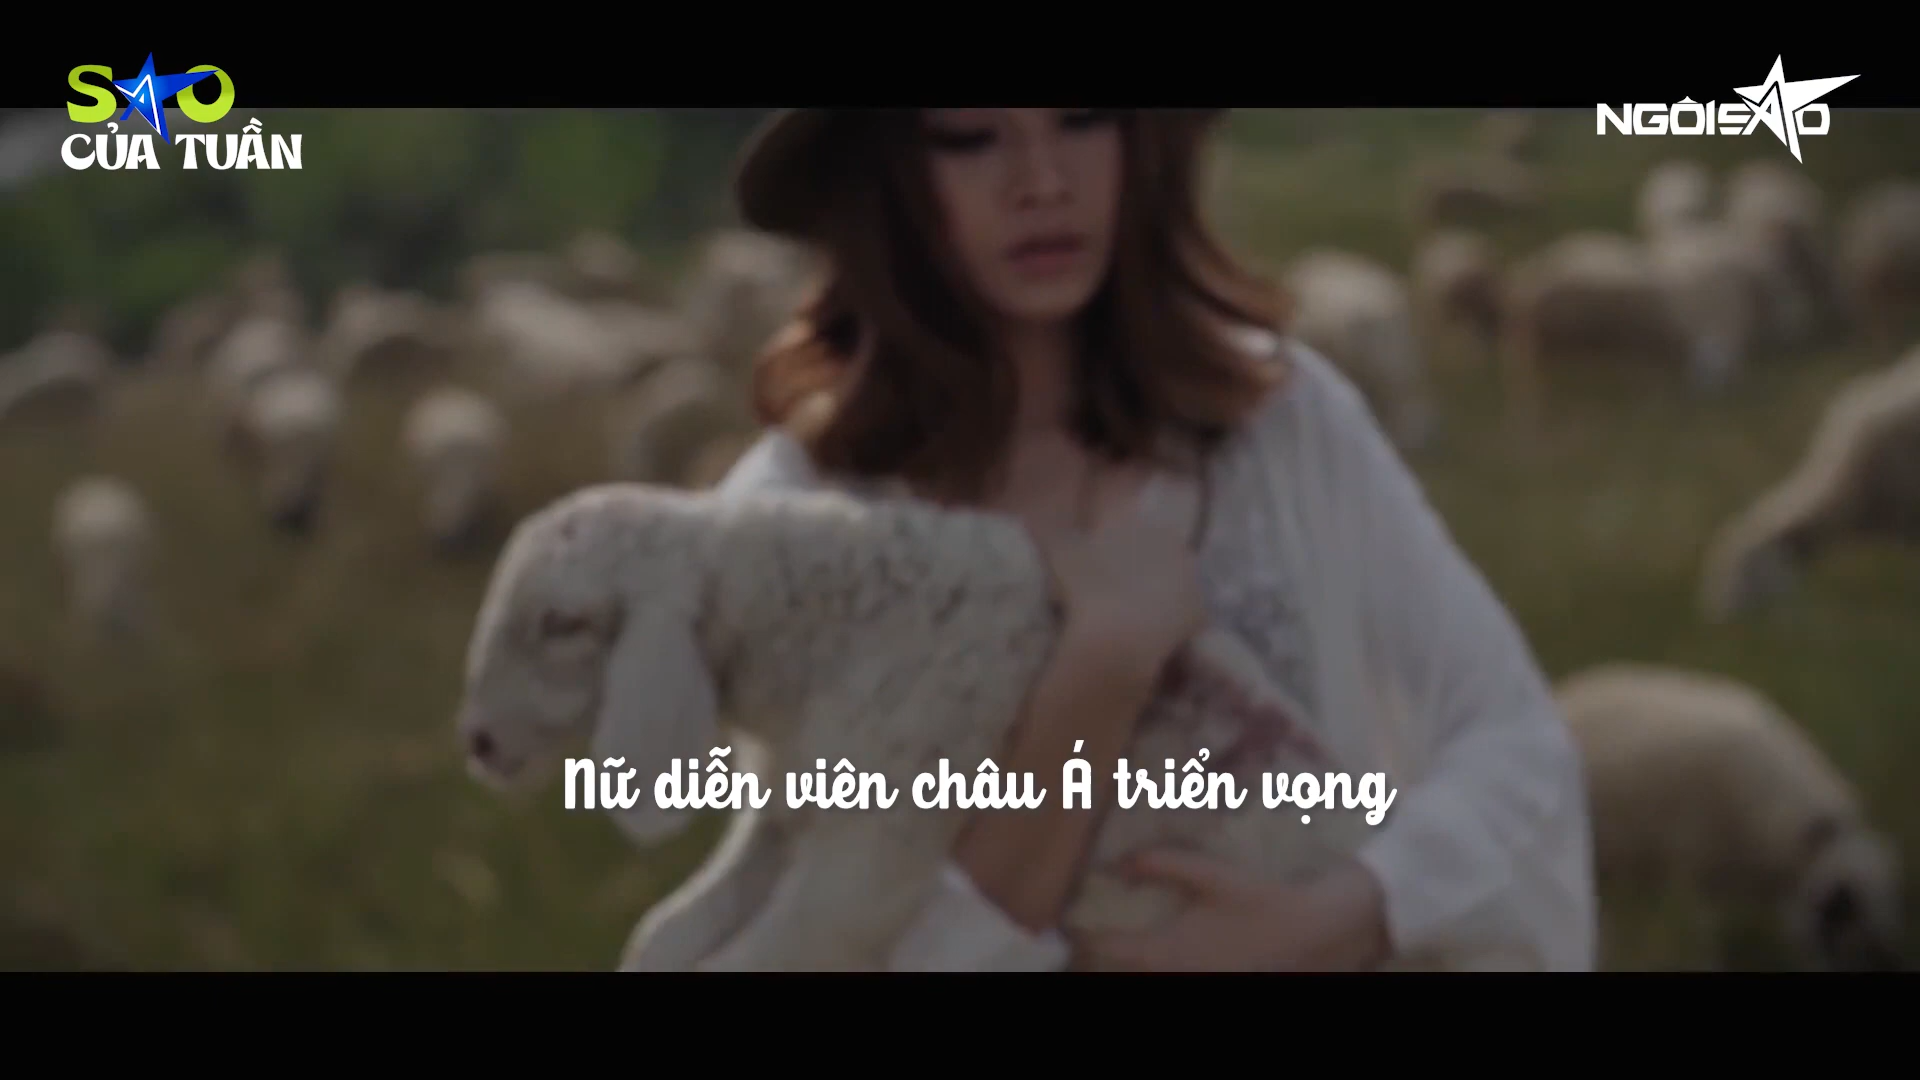 SAO
CỦA TUẦN
NGÔISAO
Nữ diễn viên châu Á triển vọng